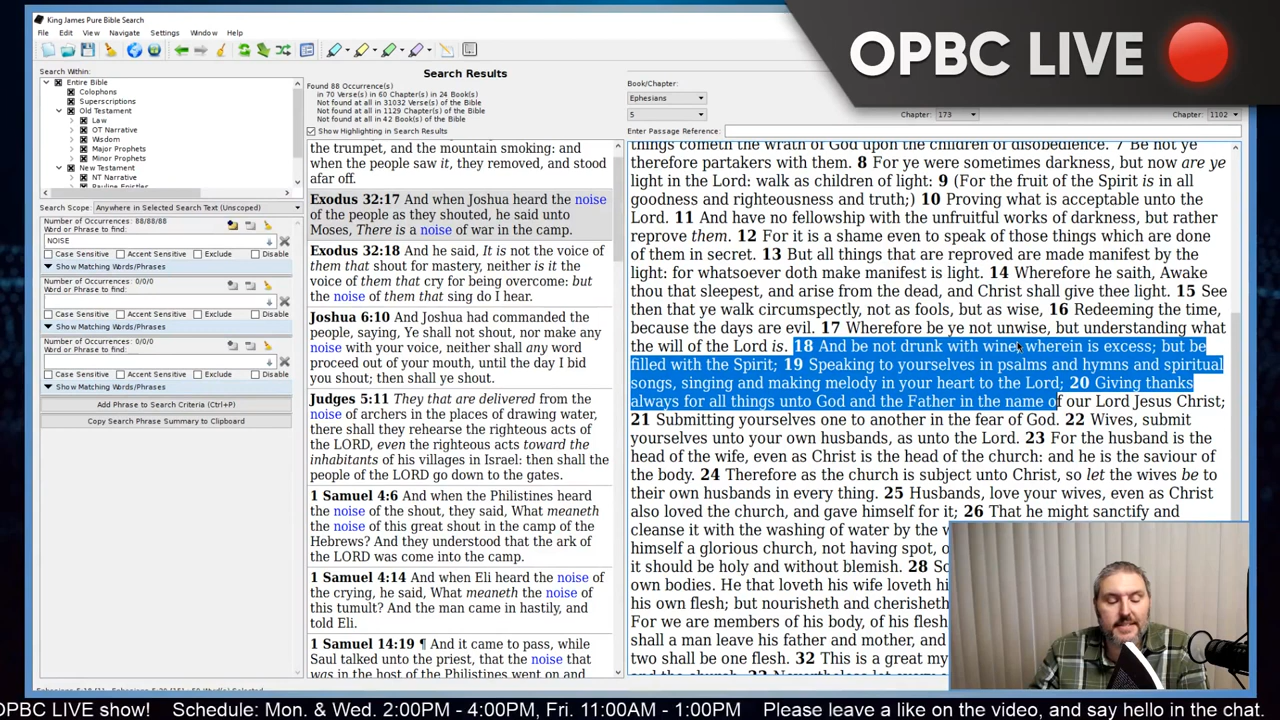 King James Pure Bible Search
OPBC LIVE
File Edit View Navigate Settings Window Help
Search Within:
Entire Bible
Colophons
Superscriptions
Old Testament
Law
OT Narrative
Wisdom
Major Prophets
Minor Prophets
New Testament
NT Narrative
Pauline Epistles
Search Scope: Anywhere in Selected Search Text (Unscoped)
Number of Occurrences: 88/88/88
Word or Phrase to find:
NOISE
Case Sensitive Accent Sensitive Exclude Disable
Show Matching Words/Phrases
Number of Occurrences: 0/0/0
Word or Phrase to find:
Case Sensitive Accent Sensitive Exclude Disable
Show Matching Words/Phrases
Number of Occurrences: 0/0/0
Word or Phrase to find:
Case Sensitive Accent Sensitive Exclude Disable
Show Matching Words/Phrases
Add Phrase to Search Criteria (Ctrl+P)
Copy Search Phrase Summary to Clipboard
Search Results
Found 88 Occurrence(s)
in 70 Verse(s) in 60 Chapter(s) in 24 Book(s)
Not found at all in 31032 Verse(s) of the Bible
Not found at all in 1129 Chapter(s) of the Bible
Not found at all in 42 Book(s) of the Bible
Show Highlighting in Search Results
the trumpet, and the mountain smoking: and
when the people saw it, they removed, and stood
afar off.
Exodus 32:17 And when Joshua heard the noise
of the people as they shouted, he said unto
Moses, There is a noise of war in the camp.
Exodus 32:18 And he said, It is not the voice of
them that shout for mastery, neither is it the
voice of them that cry for being overcome: but
the noise of them that sing do I hear.
Joshua 6:10 And Joshua had commanded the
people, saying, Ye shall not shout, nor make any
noise with your voice, neither shall any word
proceed out of your mouth, until the day I bid
you shout; then shall ye shout.
Judges 5:11 They that are delivered from the
noise of archers in the places of drawing water,
there shall they rehearse the righteous acts of
the LORD, even the righteous acts toward the
inhabitants of his villages in Israel: then shall the
people of the LORD go down to the gates.
1 Samuel 4:6 And when the Philistines heard
the noise of the shout, they said, What meaneth
the noise of this great shout in the camp of the
Hebrews? And they understood that the ark of
the LORD was come into the camp.
1 Samuel 4:14 And when Eli heard the noise of
the crying, he said, What meaneth the noise of
this tumult? And the man came in hastily, and
told Eli.
1 Samuel 14:19 ¶ And it came to pass, while
Saul talked unto the priest, that the noise that
was in the host of the Philistines went on and
Book/Chapter:
Ephesians
5 Chapter: 173 Chapter: 1102
Enter Passage Reference:
things cometh the wrath of God upon the children of disobedience. 7 Be not ye
therefore partakers with them. 8 For ye were sometimes darkness, but now are ye
light in the Lord: walk as children of light: 9 (For the fruit of the Spirit is in all
goodness and righteousness and truth;) 10 Proving what is acceptable unto the
Lord. 11 And have no fellowship with the unfruitful works of darkness, but rather
reprove them. 12 For it is a shame even to speak of those things which are done
of them in secret. 13 But all things that are reproved are made manifest by the
light: for whatsoever doth make manifest is light. 14 Wherefore he saith, Awake
thou that sleepest, and arise from the dead, and Christ shall give thee light. 15 See
then that ye walk circumspectly, not as fools, but as wise, 16 Redeeming the time,
because the days are evil. 17 Wherefore be ye not unwise, but understanding what
the will of the Lord is. 18 And be not drunk with wine, wherein is excess; but be
filled with the Spirit; 19 Speaking to yourselves in psalms and hymns and spiritual
songs, singing and making melody in your heart to the Lord; 20 Giving thanks
always for all things unto God and the Father in the name of our Lord Jesus Christ;
21 Submitting yourselves one to another in the fear of God. 22 Wives, submit
yourselves unto your own husbands, as unto the Lord. 23 For the husband is the
head of the wife, even as Christ is the head of the church: and he is the saviour of
the body. 24 Therefore as the church is subject unto Christ, so let the wives be to
their own husbands in every thing. 25 Husbands, love your wives, even as Christ
also loved the church, and gave himself for it; 26 That he might sanctify and
cleanse it with the washing of water by the w
himself a glorious church, not having spot, o
it should be holy and without blemish. 28 So
own bodies. He that loveth his wife loveth hi
his own flesh; but nourisheth and cherisheth
For we are members of his body, of his flesh
shall a man leave his father and mother, and
two shall be one flesh. 32 This is a great my
OPBC LIVE show! Schedule: Mon. & Wed. 2:00PM - 4:00PM, Fri. 11:00AM - 1:00PM Please leave a like on the video, and say hello in the chat.